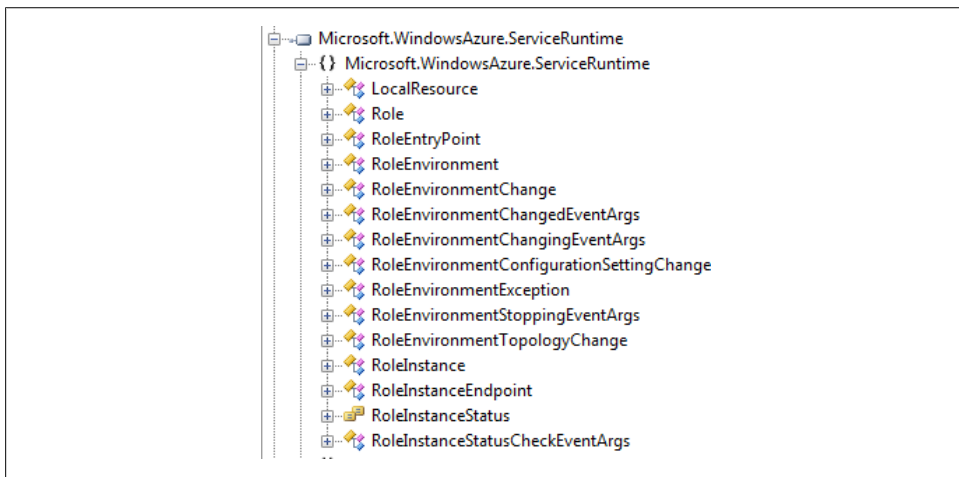 Microsoft.WindowsAzure.ServiceRuntime
{} Microsoft.WindowsAzure.ServiceRuntime
LocalResource
Role
RoleEntryPoint
RoleEnvironment
RoleEnvironmentChange
RoleEnvironmentChangedEventArgs
RoleEnvironmentChangingEventArgs
RoleEnvironmentConfigurationSettingChange
RoleEnvironmentException
RoleEnvironmentStoppingEventArgs
RoleEnvironmentTopologyChange
RoleInstance
RoleInstanceEndpoint
RoleInstanceStatus
RoleInstanceStatusCheckEventArgs